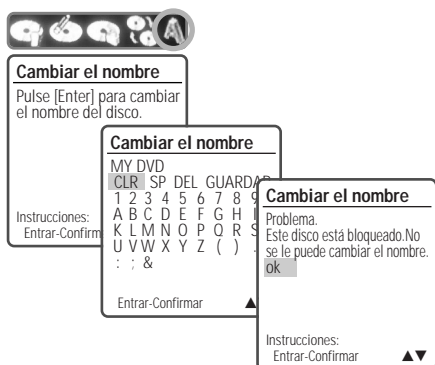 Cambiar el nombre
Pulse [Enter] para cambiar
el nombre del disco.
Instrucciones:
Entrar-Confirm
Cambiar el nombre
MY DVD
CLR SP DEL GUARDAR
1 2 3 4 5 6 7 8 9
A B C D E F G H I
K L M N O P Q R S
U V W X Y Z ( ) .
: ; &
Entrar-Confirmar ▲
Cambiar el nombre
Problema.
Este disco está bloqueado.No
se le puede cambiar el nombre.
ok
Instrucciones:
Entrar-Confirmar ▲▼